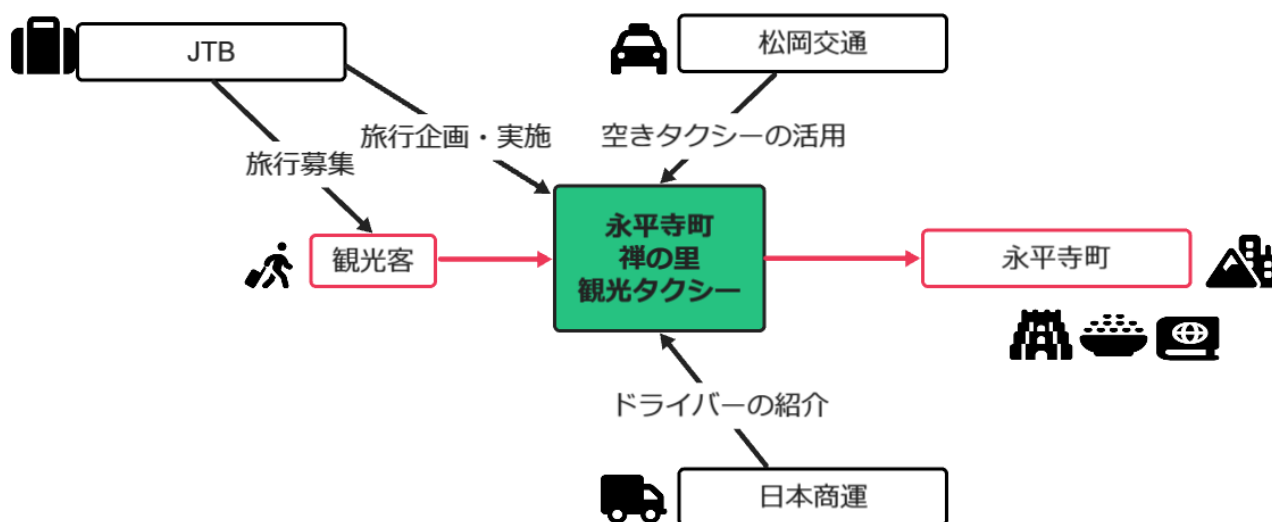 JTB
松岡交通
旅行企画・実施
空きタクシーの活用
旅行募集
永平寺町
禅の里
観光タクシー
観光客
永平寺町
ドライバーの紹介
日本商運